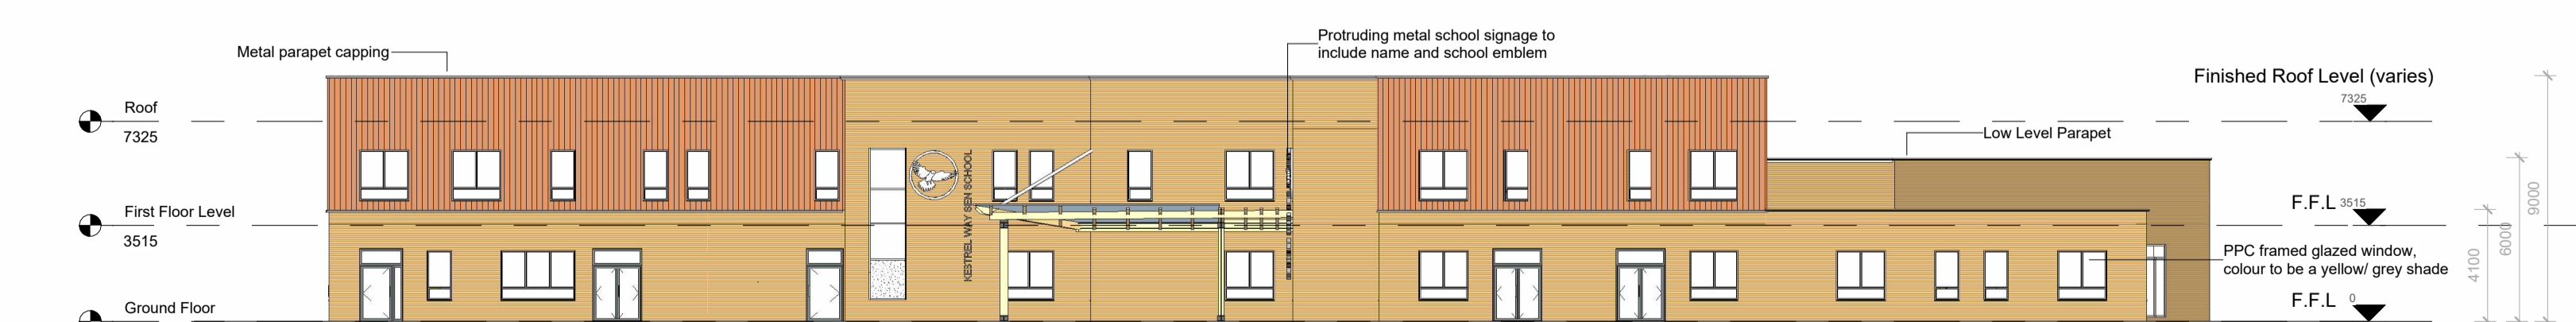 Metal parapet capping
Protruding metal school signage to
include name and school emblem
Finished Roof Level (varies)
Roof
7325
7325
Low Level Parapet
KESTREL WAY SEN SCHOOL
First Floor Level
3515
F.F.L 3515
9000
6000
4100
PPC framed glazed window,
colour to be a yellow/ grey shade
Ground Floor
F.F.L 0